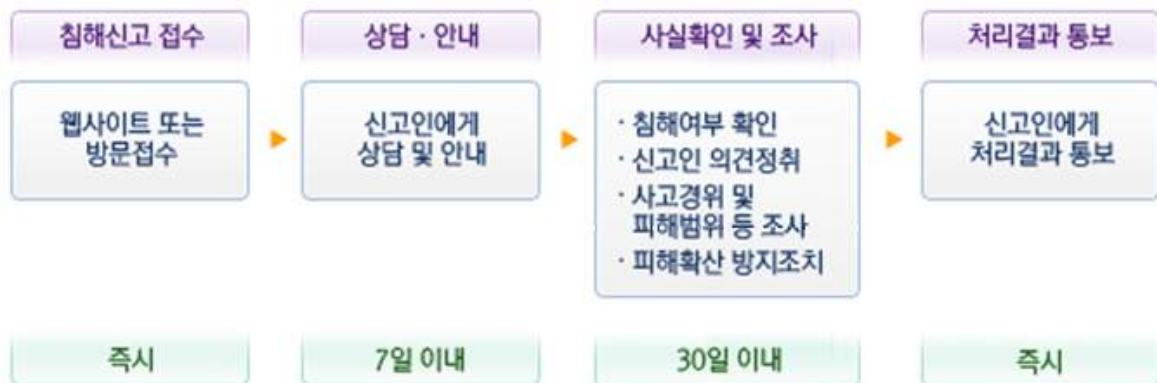 침해신고 접수
상담 · 안내
사실확인 및 조사
처리결과 통보
웹사이트 또는
방문접수
신고인에게
상담 및 안내
· 침해여부 확인
· 신고인 의견정취
· 사고경위 및
피해범위 등 조사
· 피해확산 방지조치
신고인에게
처리결과 통보
즉시
7일 이내
30일 이내
즉시